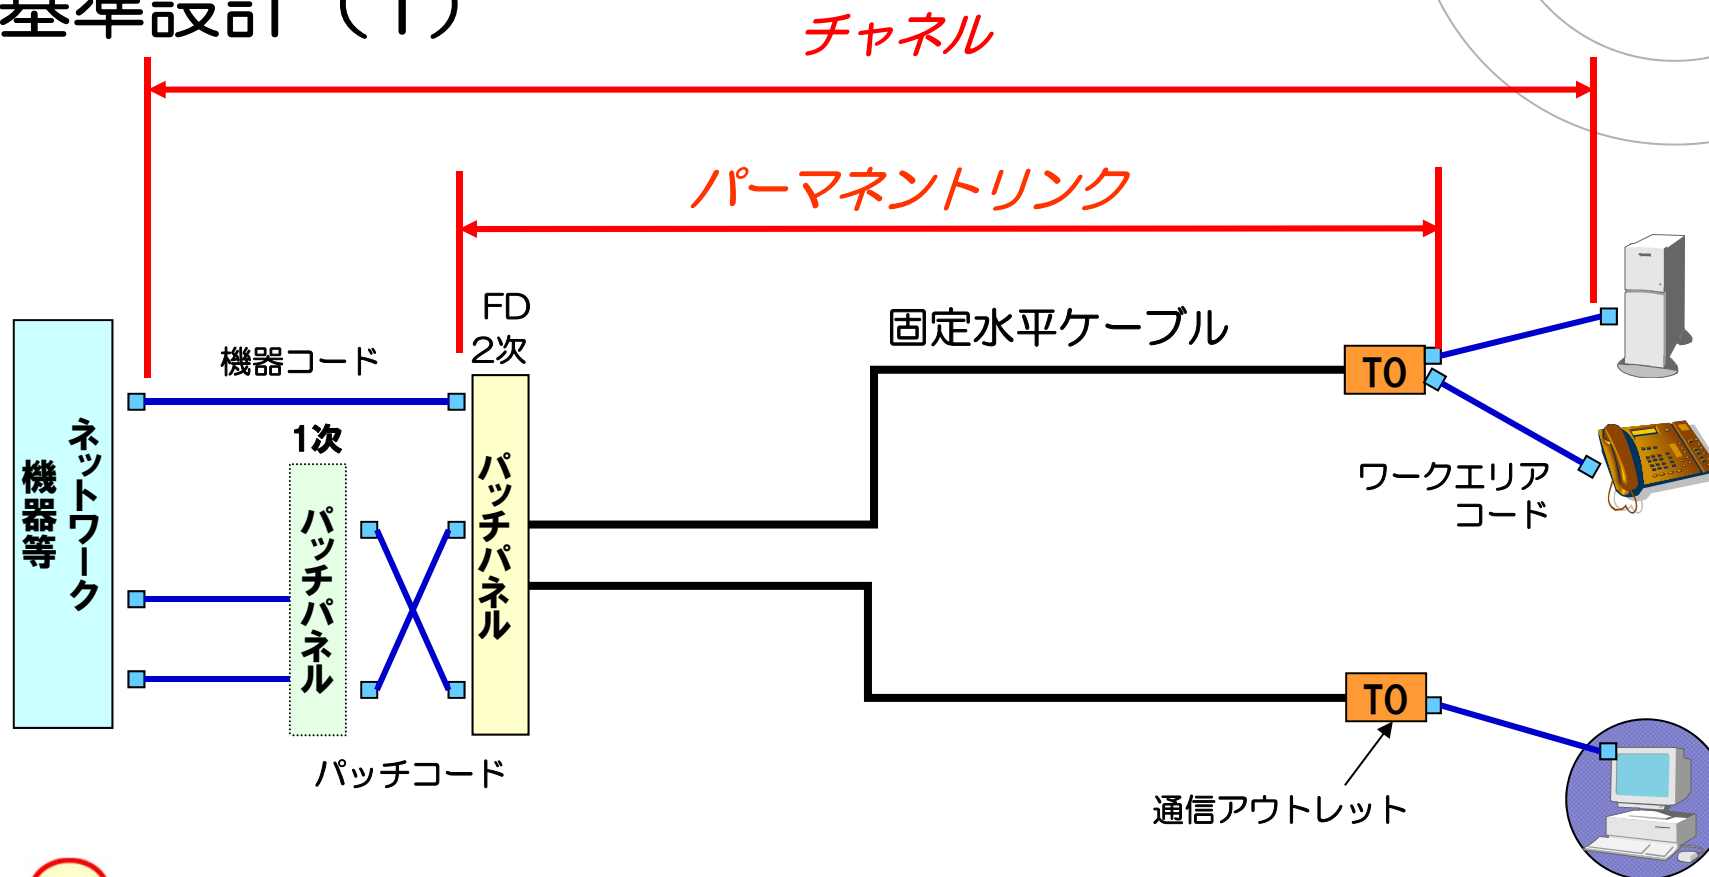 基準設計（1）
チャネル
パーマネントリンク
FD
2次
固定水平ケーブル
機器コード
TO
1次
ネットワーク
機器等
パッチパネル
パッチパネル
ワークエリア
コード
TO
パッチコード
通信アウトレット